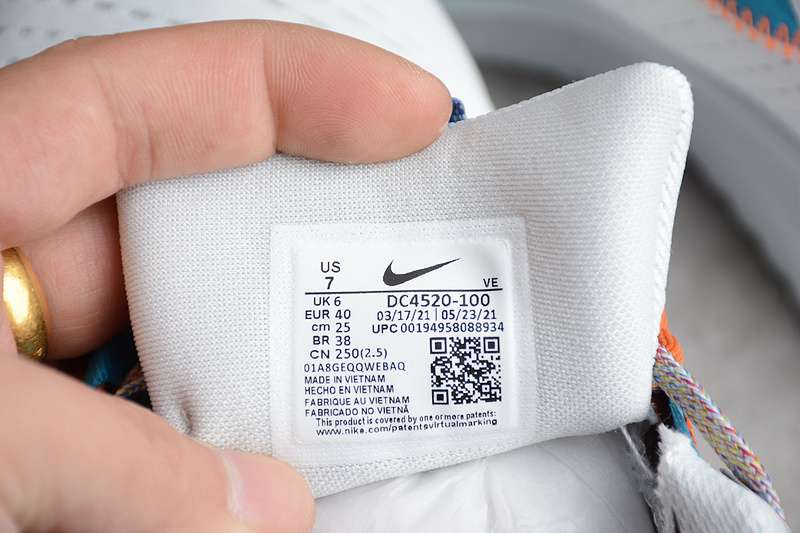 US
7
VE
UK 6
DC4520-100
EUR 40
03/17/21 | 05/23/21
cm 25
UPC 00194958088934
BR 38
CN 250(2.5)
01A8GEQQWEBAQ
MADE IN VIETNAM
HECHO EN VIETNAM
FABRIQUE AU VIETNAM
FABRICADO NO VIETNÃ
This product is covered by one or more patents:
www.nike.com/patentsvirtualmarking